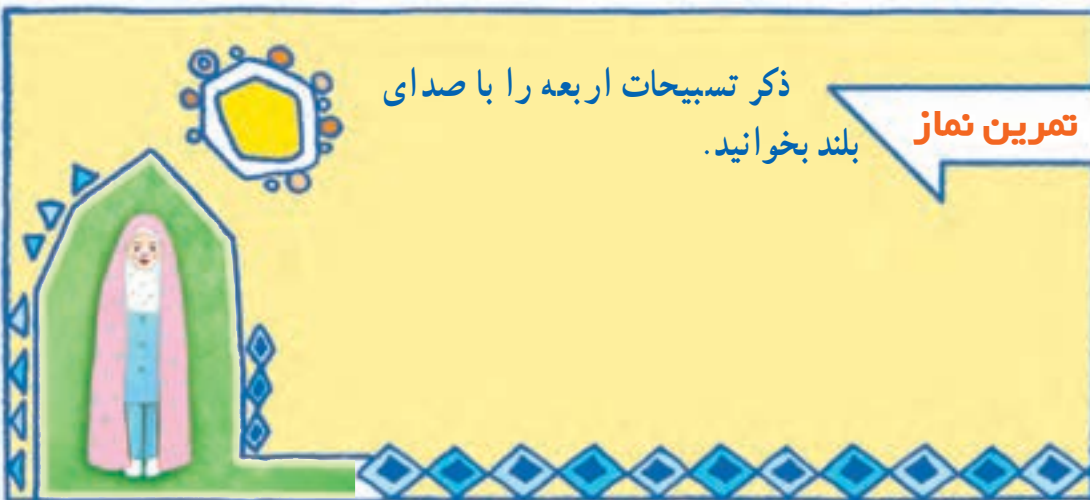 تمرین نماز
ذکر تسبیحات اربعه را با صدای
بلند بخوانید.